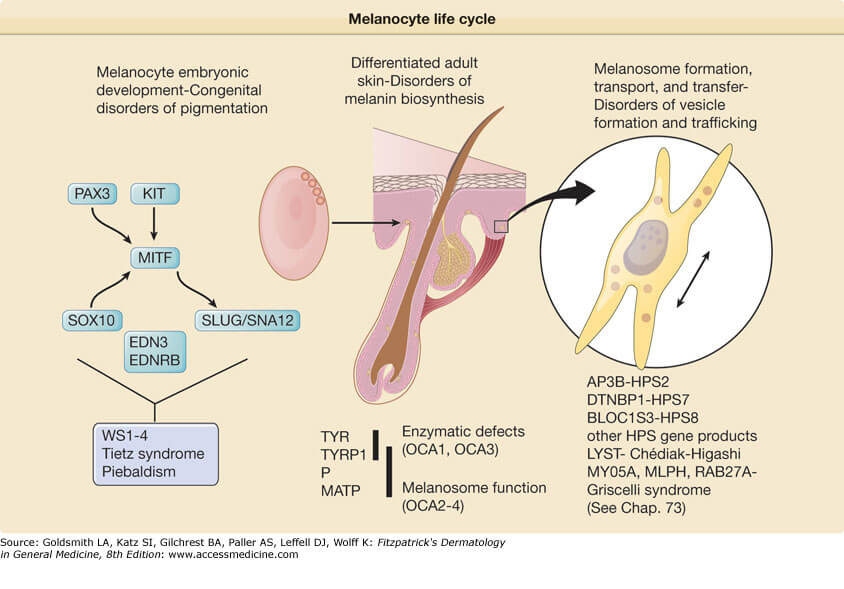 Melanocyte life cycle
Melanocyte embryonic
development-Congenital
disorders of pigmentation
Differentiated adult
skin-Disorders of
melanin biosynthesis
Melanosome formation,
transport, and transfer-
Disorders of vesicle
formation and trafficking
PAX3
KIT
MITF
SOX10
SLUG/SNA12
EDN3
EDNRB
WS1-4
Tietz syndrome
Piebaldism
TYR
TYRP1
P
MATP
Enzymatic defects
(OCA1, OCA3)
Melanosome function
(OCA2-4)
AP3B-HPS2
DTNBP1-HPS7
BLOC1S3-HPS8
other HPS gene products
LYST- Chédiak-Higashi
MY05A, MLPH, RAB27A-
Griscelli syndrome
(See Chap. 73)
Source: Goldsmith LA, Katz SI, Gilchrest BA, Paller AS, Leffell DJ, Wolff K: Fitzpatrick's Dermatology
in General Medicine, 8th Edition: www.accessmedicine.com